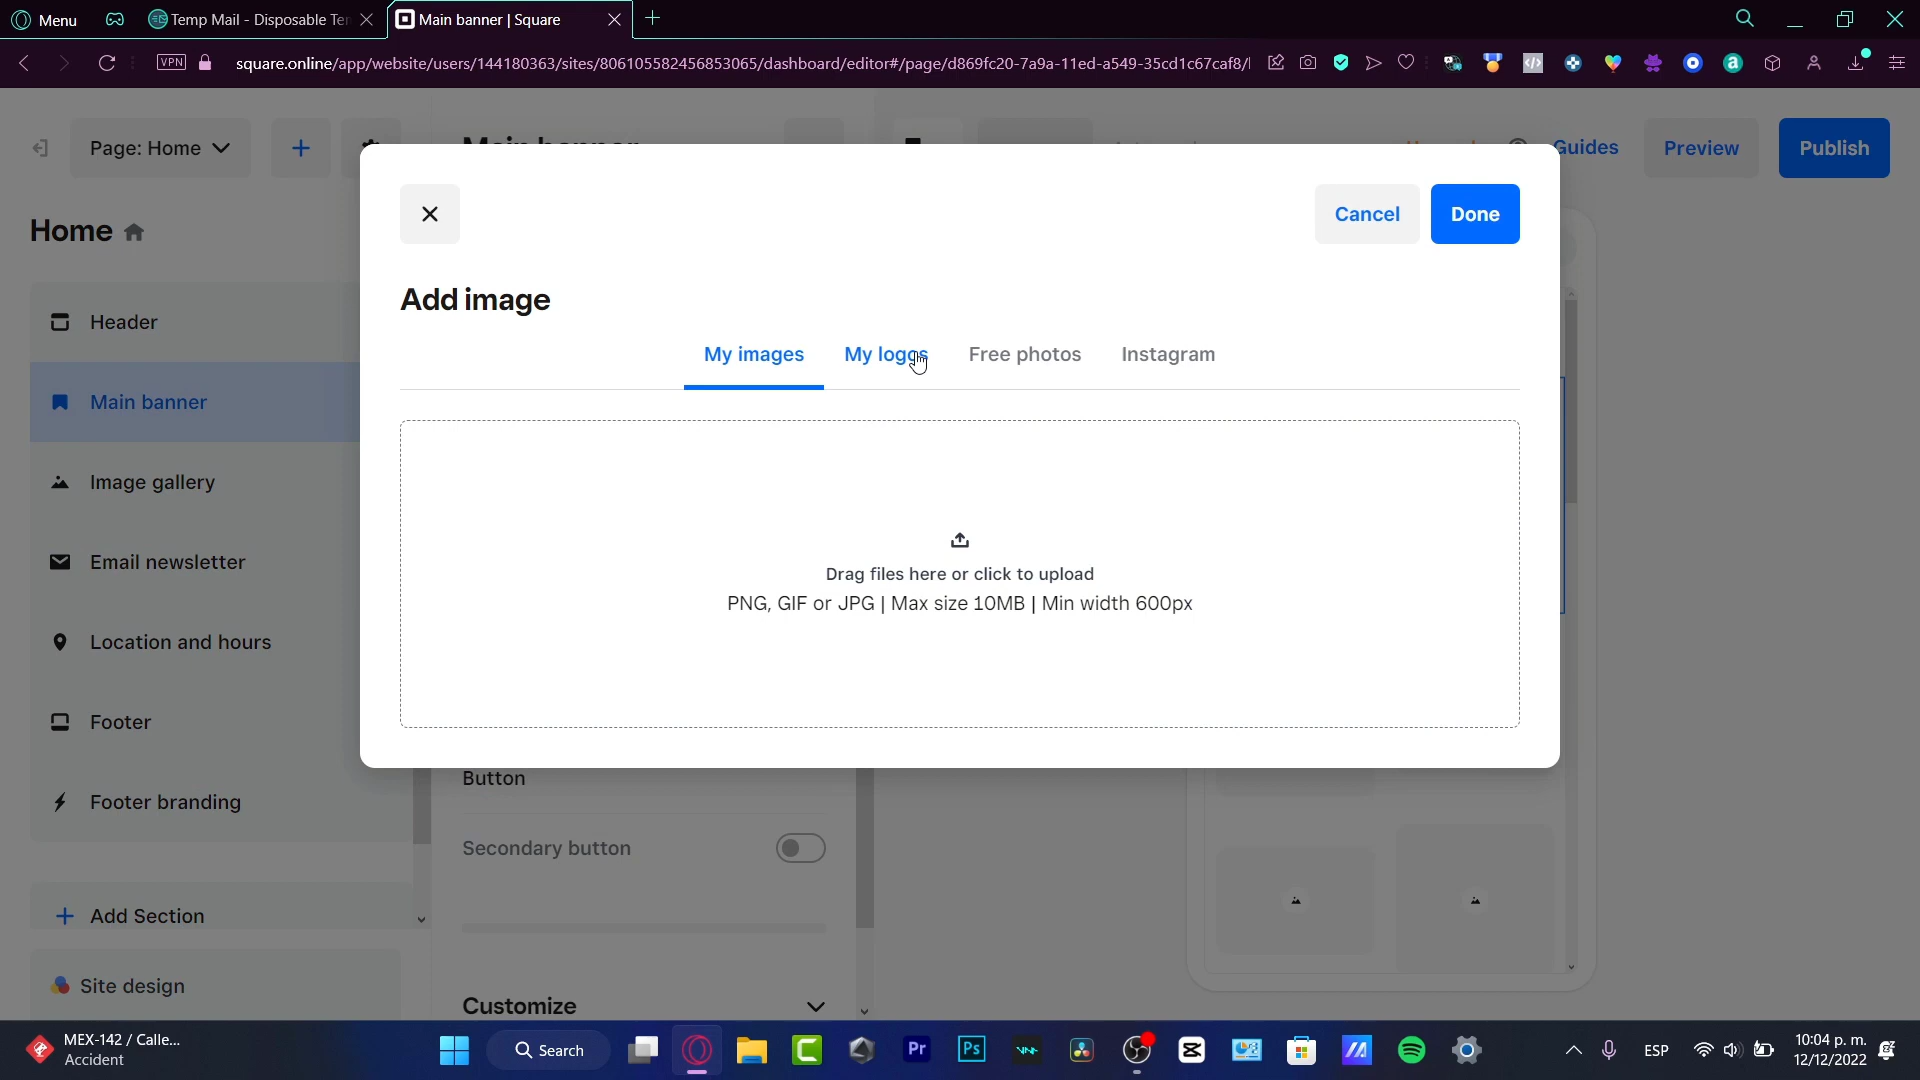 Menu
Temp Mail - Disposable Te
Main banner | Square
VPN
square.online/app/website/users/144180363/sites/806105582456853065/dashboard/editor#/page/d869fc20-7a9a-11ed-a549-35cd1c67caf8/
Page: Home
Main banner
Guides
Preview
Publish
Cancel
Done
Home
Add image
Header
My images
My logos
Free photos
Instagram
Main banner
Image gallery
Email newsletter
Drag files here or click to upload
PNG, GIF or JPG | Max size 10MB | Min width 600px
Location and hours
Footer
Button
Footer branding
Secondary button
Add Section
Site design
Customize
MEX-142 / Calle...
Accident
Search
Pr
Ps
ESP
10:04 p. m.
12/12/2022